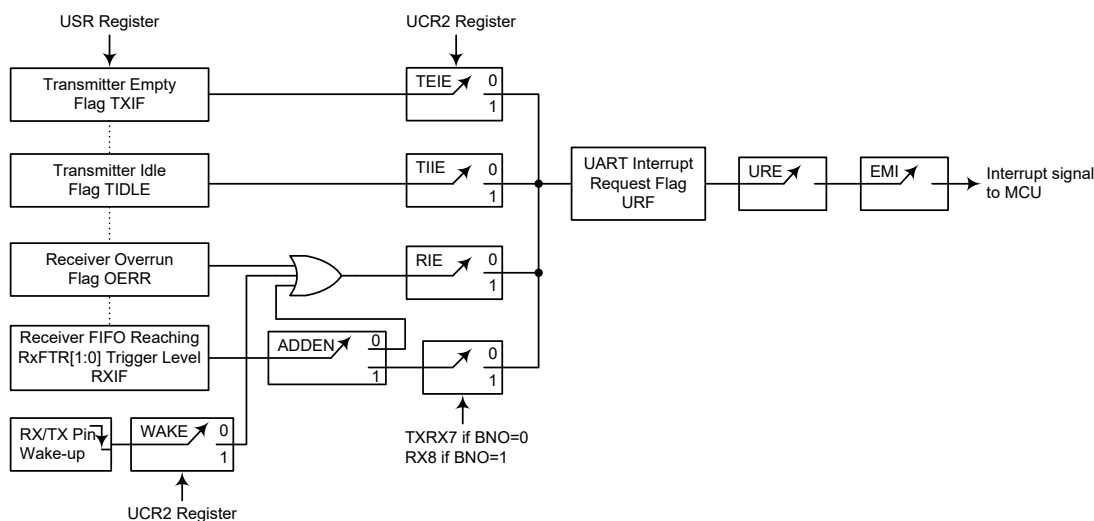 USR Register
UCR2 Register
Transmitter Empty
Flag TXIF
TEIE
0
1
Transmitter Idle
Flag TIDLE
TIIE
0
1
UART Interrupt
Request Flag
URF
URE
EMI
Interrupt signal
to MCU
Receiver Overrun
Flag OERR
RIE
0
1
Receiver FIFO Reaching
RxFTR[1:0] Trigger Level
RXIF
ADDEN
0
1
0
1
RX/TX Pin
Wake-up
WAKE
0
1
TXRX7 if BNO=0
RX8 if BNO=1
UCR2 Register